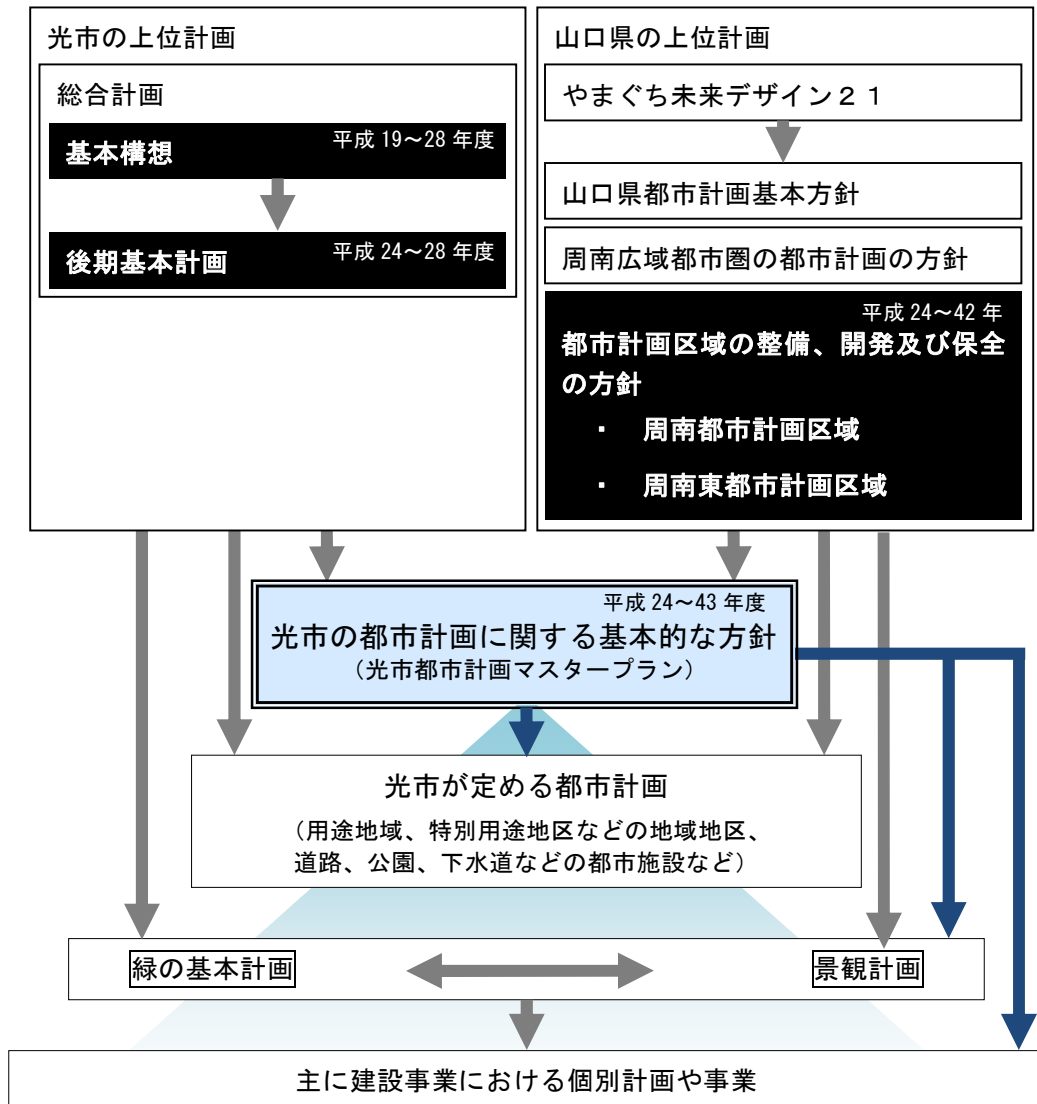 光市の上位計画
総合計画
平成 19～28 年度
基本構想
平成 24～28 年度
後期基本計画
山口県の上位計画
やまぐち未来デザイン２１
山口県都市計画基本方針
周南広域都市圏の都市計画の方針
平成 24～42 年
都市計画区域の整備、開発及び保全
の方針
・ 周南都市計画区域
・ 周南東都市計画区域
平成 24～43 年度
光市の都市計画に関する基本的な方針
（光市都市計画マスタープラン）
光市が定める都市計画
（用途地域、特別用途地区などの地域地区、
道路、公園、下水道などの都市施設など）
緑の基本計画
景観計画
主に建設事業における個別計画や事業